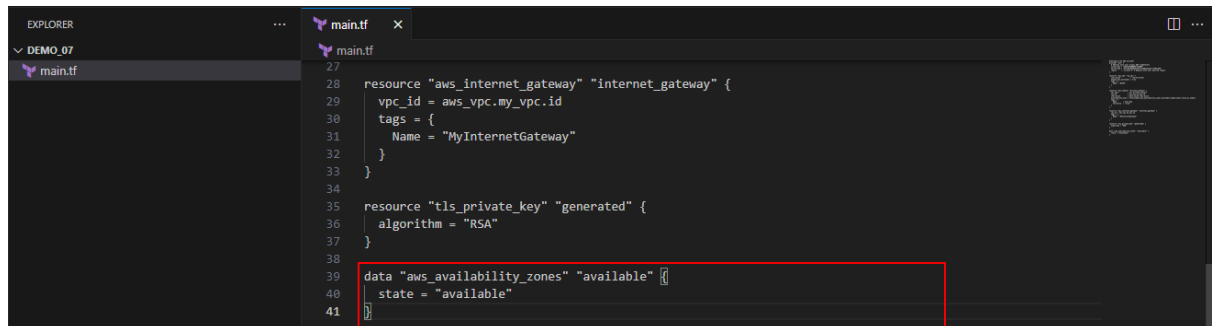 EXPLORER
...
main.tf
DEMO_07
main.tf
main.tf
27
28 resource "aws_internet_gateway" "internet_gateway" {
29 vpc_id = aws_vpc.my_vpc.id
30 tags = {
31 Name = "MyInternetGateway"
32 }
33 }
34
35 resource "tls_private_key" "generated" {
36 algorithm = "RSA"
37 }
38
39 data "aws_availability_zones" "available" {
40 state = "available"
41 }